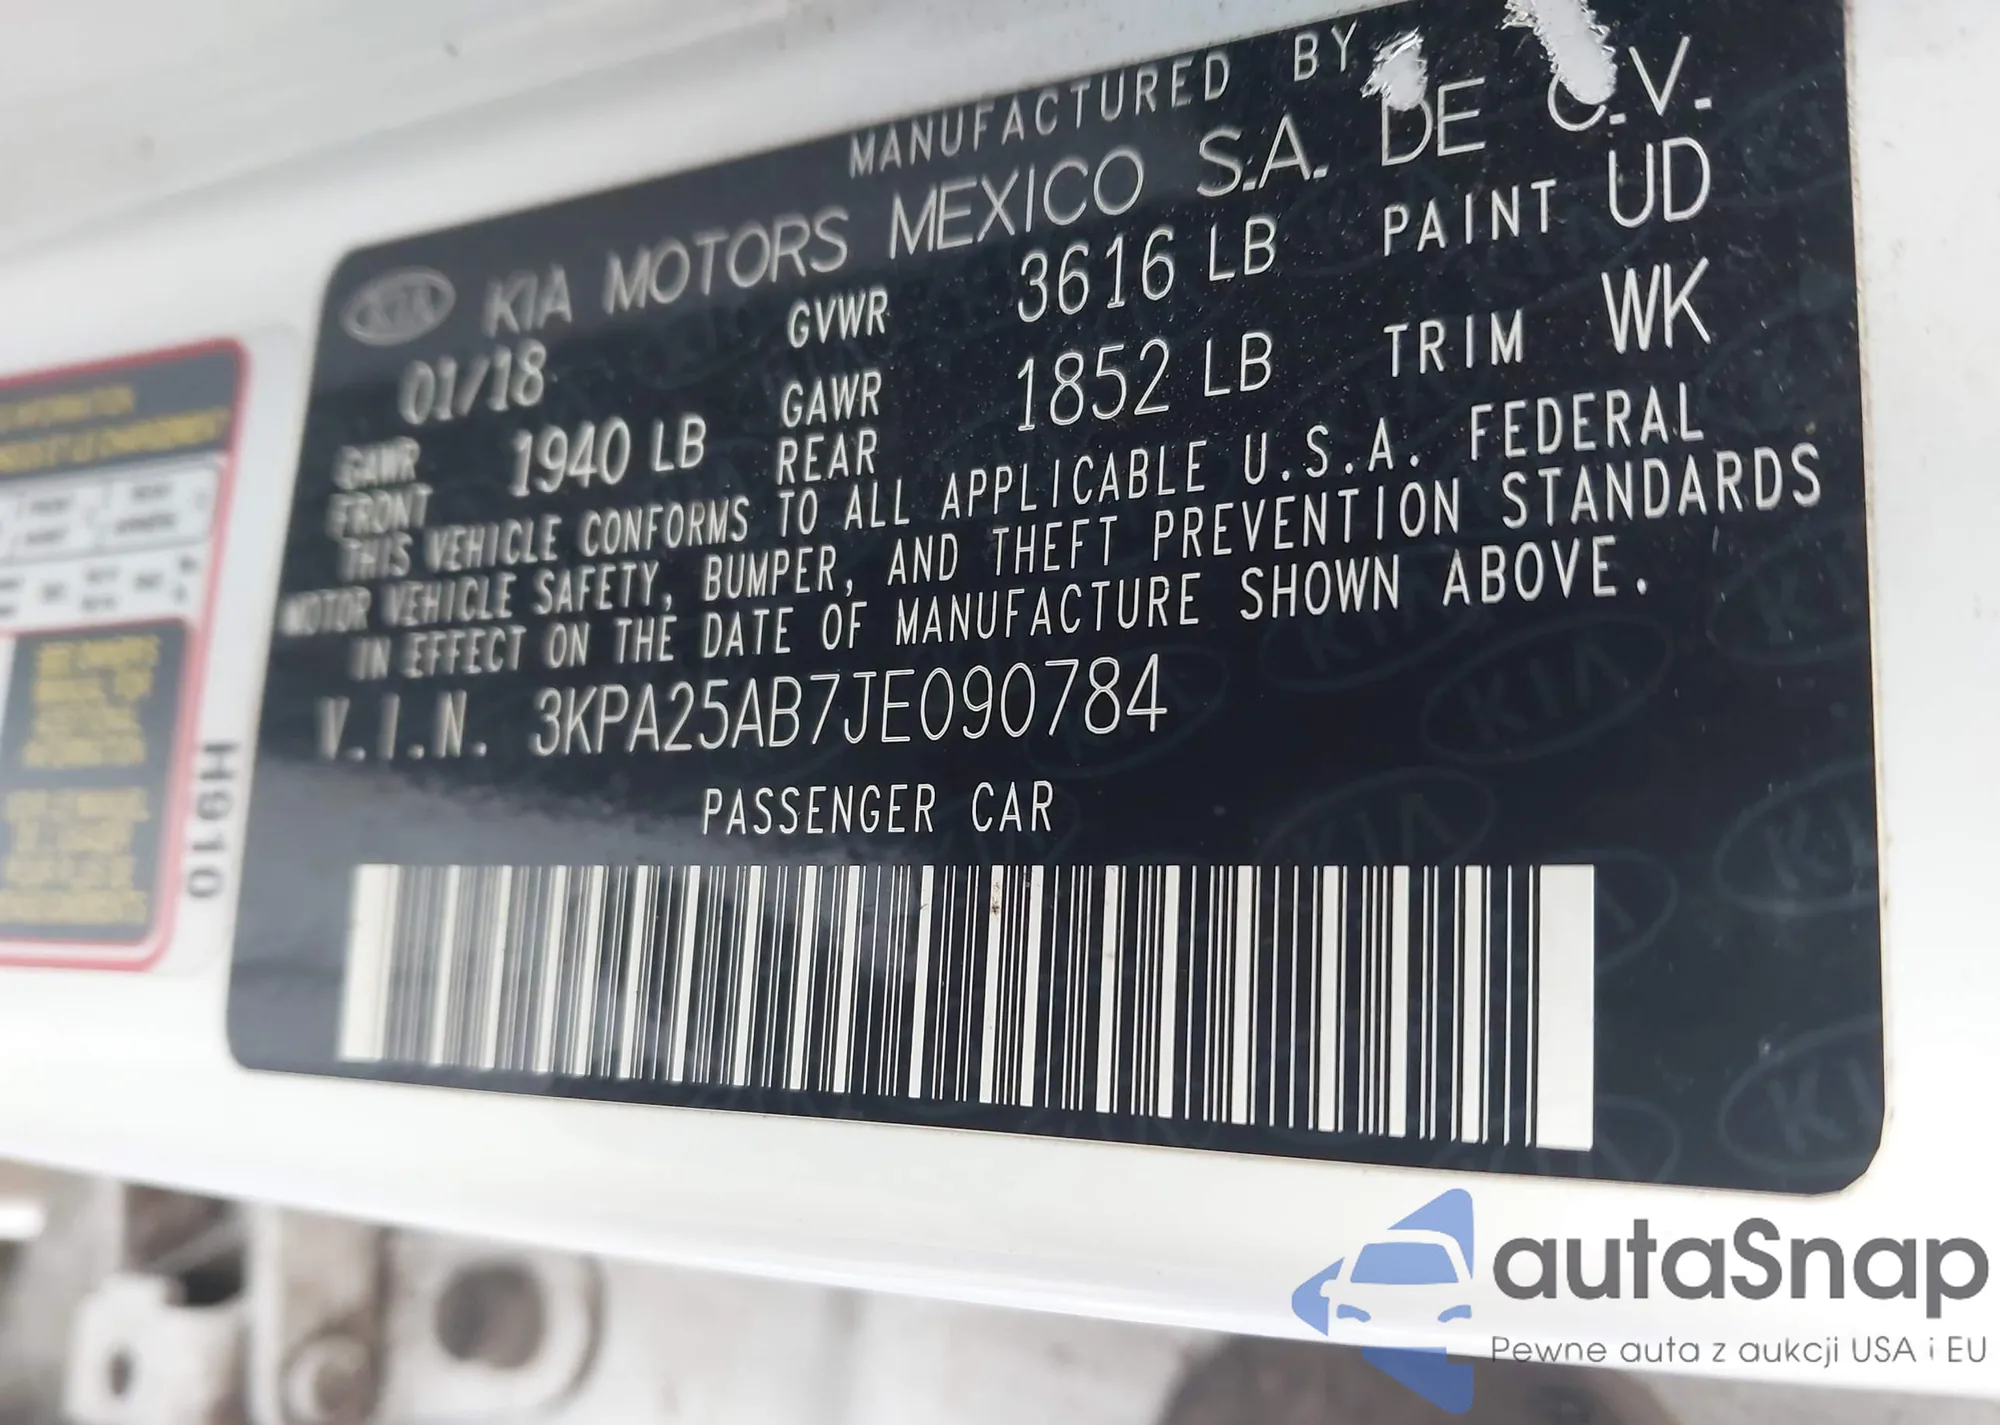 MANUFACTURED BY
KIA KIA MOTORS MEXICO S.A. DE C.V.
01/18 GVWR 3616 LB PAINT UD
GAWR FRONT 1940 LB GAWR REAR 1852 LB TRIM WK
THIS VEHICLE CONFORMS TO ALL APPLICABLE U.S.A. FEDERAL
MOTOR VEHICLE SAFETY, BUMPER, AND THEFT PREVENTION STANDARDS
IN EFFECT ON THE DATE OF MANUFACTURE SHOWN ABOVE.
V.I.N. 3KPA25AB7JE090784
PASSENGER CAR
H910
autaSnap
Pewne auta z aukcji USA i EU